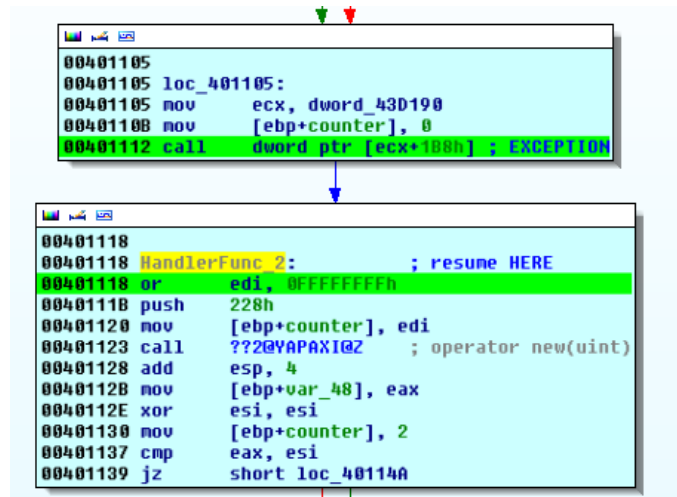 00401105
00401105 loc_401105:
00401105 mov ecx, dword_43D190
0040110B mov [ebp+counter], 0
00401112 call dword ptr [ecx+1B8h] ; EXCEPTION
00401118
00401118 HandlerFunc_2: ; resume HERE
00401118 or edi, 0FFFFFFFFh
0040111B push 228h
00401120 mov [ebp+counter], edi
00401123 call ??2@YAPAXI@Z ; operator new(uint)
00401128 add esp, 4
0040112B mov [ebp+var_48], eax
0040112E xor esi, esi
00401130 mov [ebp+counter], 2
00401137 cmp eax, esi
00401139 jz short loc_40114A